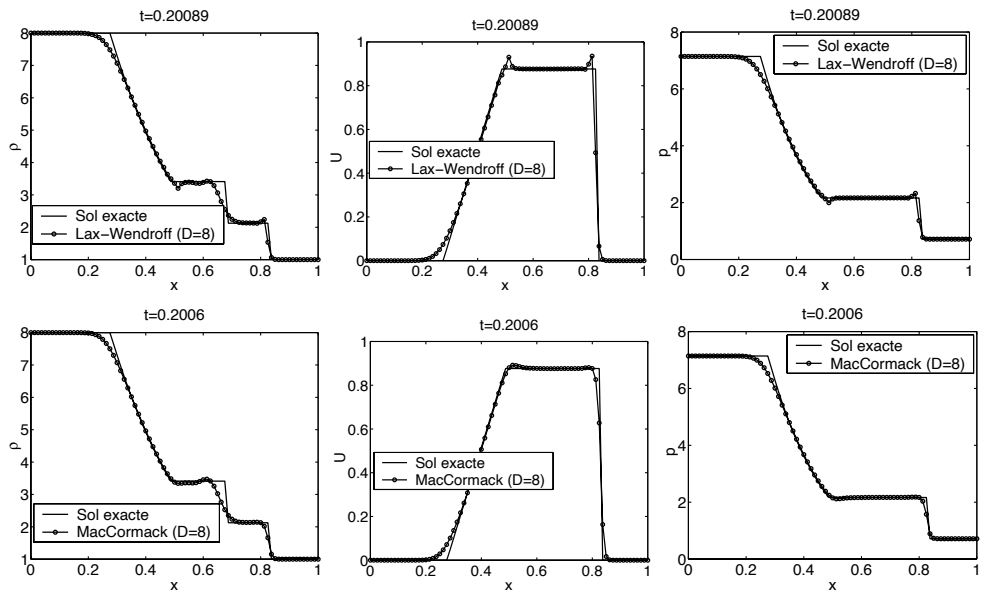 t=0.20089
8
7
6
5
4
3
2
1
ρ
Sol exacte
Lax−Wendroff (D=8)
0 0.2 0.4 0.6 0.8 1
x
t=0.20089
1
0.8
0.6
0.4
0.2
0
U
Sol exacte
Lax−Wendroff (D=8)
0 0.2 0.4 0.6 0.8 1
x
t=0.20089
8
6
4
2
0
p
Sol exacte
Lax−Wendroff (D=8)
0 0.2 0.4 0.6 0.8 1
x
t=0.2006
8
7
6
5
4
3
2
1
ρ
Sol exacte
MacCormack (D=8)
0 0.2 0.4 0.6 0.8 1
x
t=0.2006
1
0.8
0.6
0.4
0.2
0
U
Sol exacte
MacCormack (D=8)
0 0.2 0.4 0.6 0.8 1
x
t=0.2006
8
6
4
2
0
p
Sol exacte
MacCormack (D=8)
0 0.2 0.4 0.6 0.8 1
x